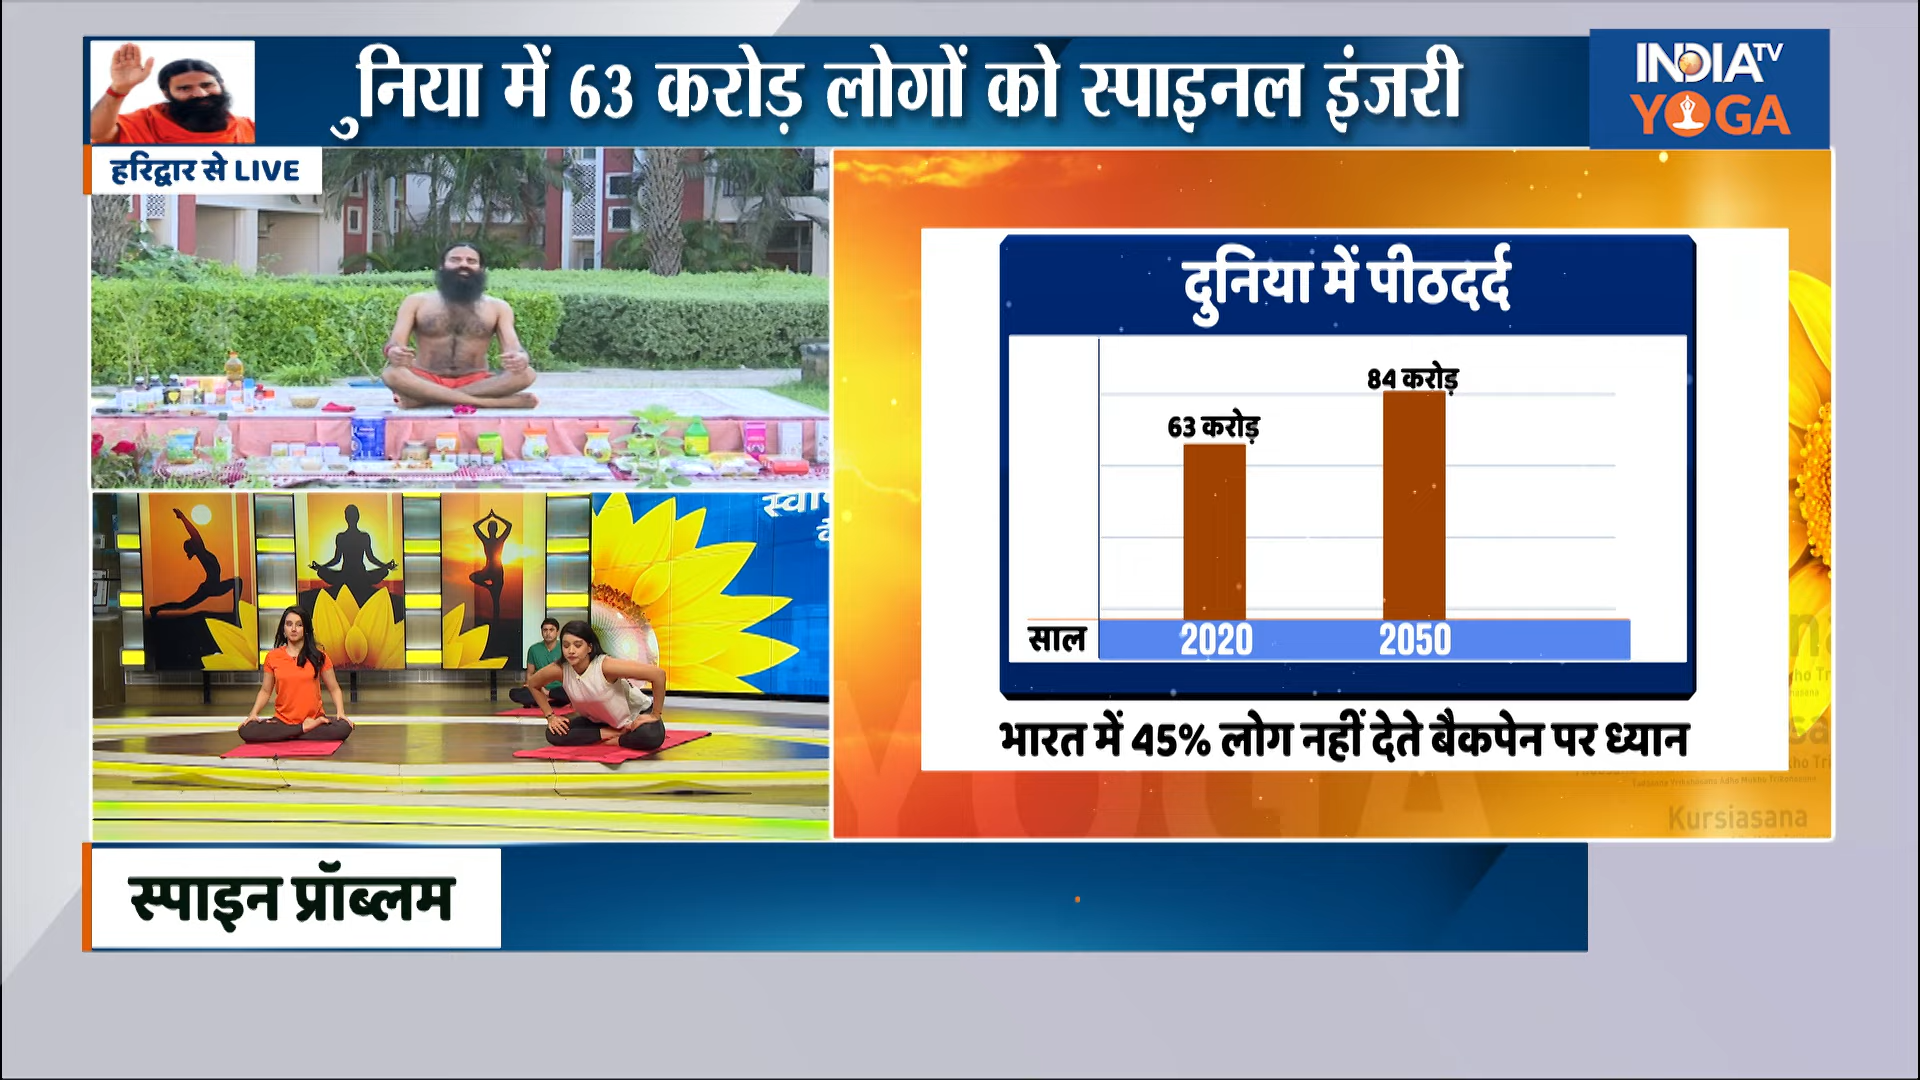 ुनिया में 63 करोड़ लोगों को स्पाइनल इंजरी
INDIA TV
YOGA
हरिद्वार से LIVE
दुनिया में पीठदर्द
84 करोड़
63 करोड़
साल 2020 2050
भारत में 45% लोग नहीं देते बैकपेन पर ध्यान
YOGA
Kursiasana
स्पाइन प्रॉब्लम